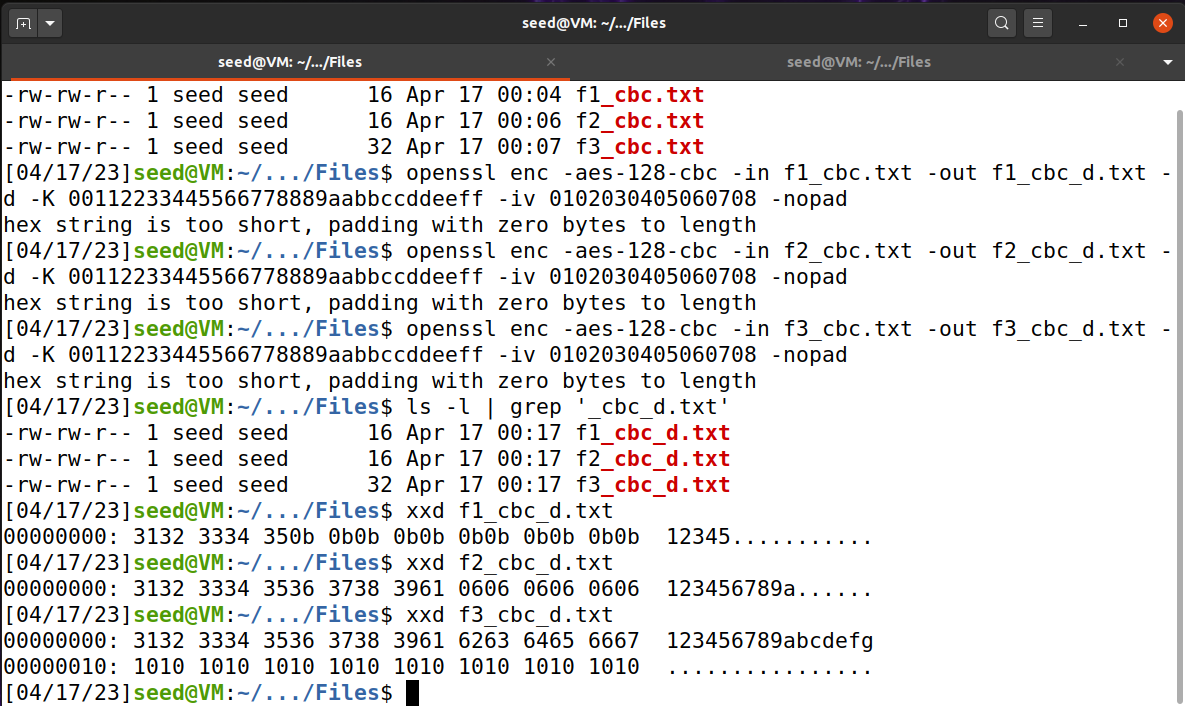 seed@VM: ~/.../Files
seed@VM: ~/.../Files
seed@VM: ~/.../Files
-rw-rw-r-- 1 seed seed      16 Apr 17 00:04 f1_cbc.txt
-rw-rw-r-- 1 seed seed      16 Apr 17 00:06 f2_cbc.txt
-rw-rw-r-- 1 seed seed      32 Apr 17 00:07 f3_cbc.txt
[04/17/23]seed@VM:~/.../Files$ openssl enc -aes-128-cbc -in f1_cbc.txt -out f1_cbc_d.txt -
d -K 00112233445566778889aabbccddeeff -iv 0102030405060708 -nopad
hex string is too short, padding with zero bytes to length
[04/17/23]seed@VM:~/.../Files$ openssl enc -aes-128-cbc -in f2_cbc.txt -out f2_cbc_d.txt -
d -K 00112233445566778889aabbccddeeff -iv 0102030405060708 -nopad
hex string is too short, padding with zero bytes to length
[04/17/23]seed@VM:~/.../Files$ openssl enc -aes-128-cbc -in f3_cbc.txt -out f3_cbc_d.txt -
d -K 00112233445566778889aabbccddeeff -iv 0102030405060708 -nopad
hex string is too short, padding with zero bytes to length
[04/17/23]seed@VM:~/.../Files$ ls -l | grep '_cbc_d.txt'
-rw-rw-r-- 1 seed seed      16 Apr 17 00:17 f1_cbc_d.txt
-rw-rw-r-- 1 seed seed      16 Apr 17 00:17 f2_cbc_d.txt
-rw-rw-r-- 1 seed seed      32 Apr 17 00:17 f3_cbc_d.txt
[04/17/23]seed@VM:~/.../Files$ xxd f1_cbc_d.txt
00000000: 3132 3334 350b 0b0b 0b0b 0b0b 0b0b 0b0b  12345...........
[04/17/23]seed@VM:~/.../Files$ xxd f2_cbc_d.txt
00000000: 3132 3334 3536 3738 3961 0606 0606 0606  123456789a......
[04/17/23]seed@VM:~/.../Files$ xxd f3_cbc_d.txt
00000000: 3132 3334 3536 3738 3961 6263 6465 6667  123456789abcdefg
00000010: 1010 1010 1010 1010 1010 1010 1010 1010  ................
[04/17/23]seed@VM:~/.../Files$